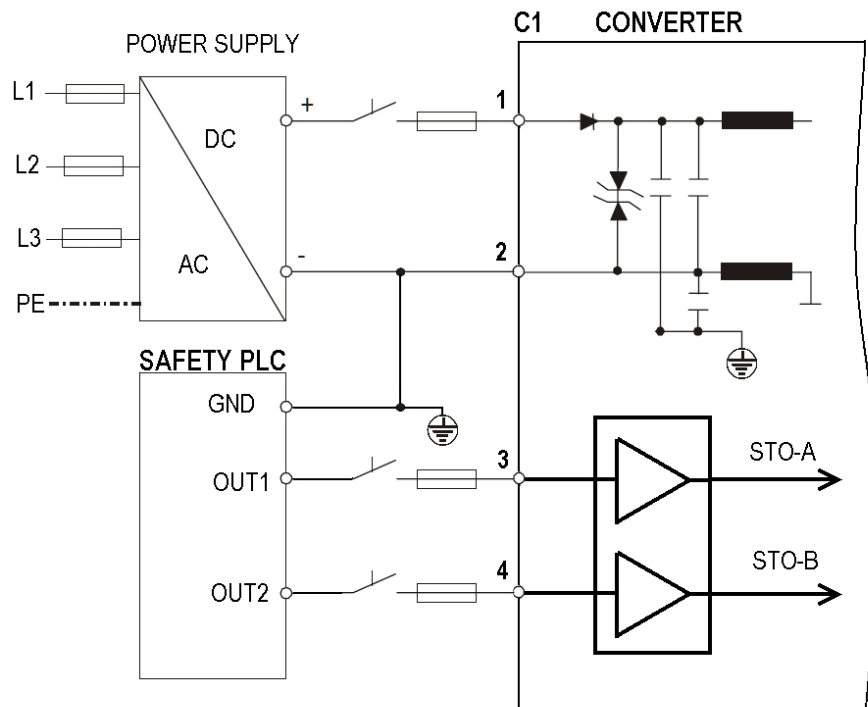 C1 CONVERTER
POWER SUPPLY
L1
+
1
DC
L2
L3
AC
-
2
PE
SAFETY PLC
GND
OUT1
3
STO-A
OUT2
4
STO-B